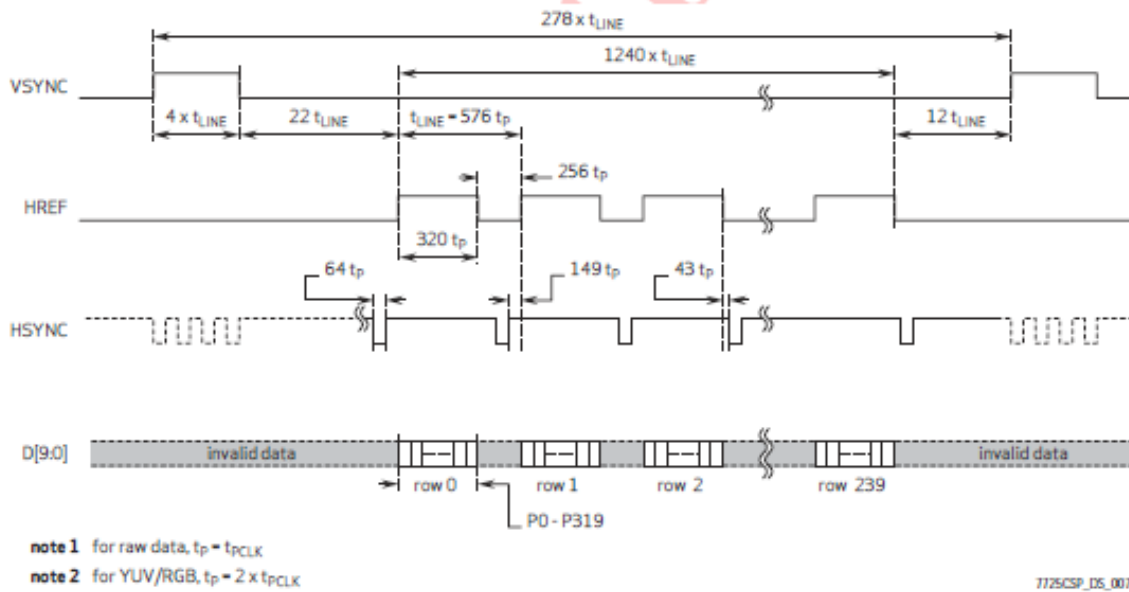 278 x tLINE
1240 x tLINE
VSYNC
4 x tLINE
22 tLINE
tLINE = 576 tP
12 tLINE
256 tP
HREF
320 tP
64 tP
149 tP
43 tP
HSYNC
D[9:0]
invalid data
invalid data
row 0
row 1
row 2
row 239
P0 - P319
note 1 for raw data, tP = tPCLK
note 2 for YUV/RGB, tP = 2 x tPCLK
7725CSP_DS_007